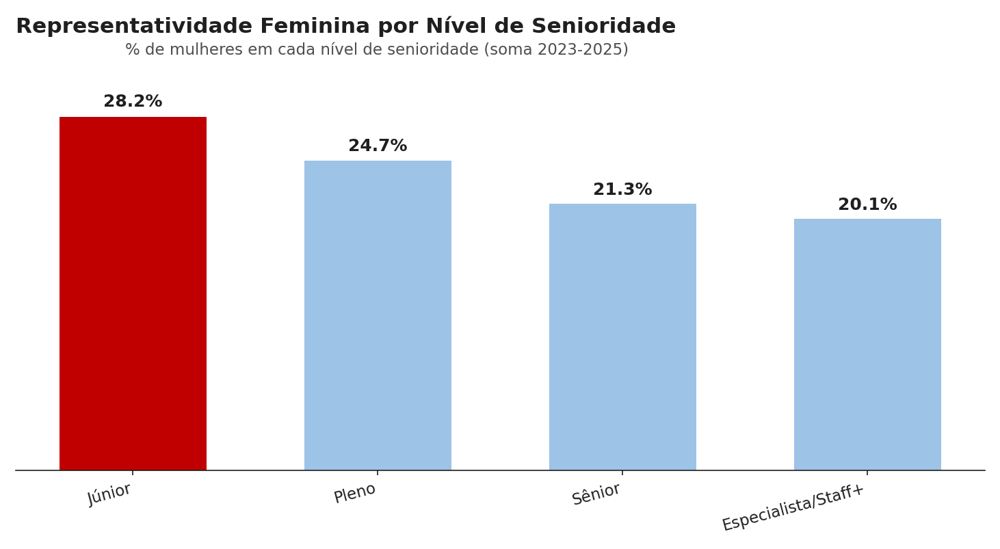 Representatividade Feminina por Nível de Senioridade
% de mulheres em cada nível de senioridade (soma 2023-2025)
28.2%
24.7%
21.3%
20.1%
Júnior
Pleno
Sênior
Especialista/Staff+